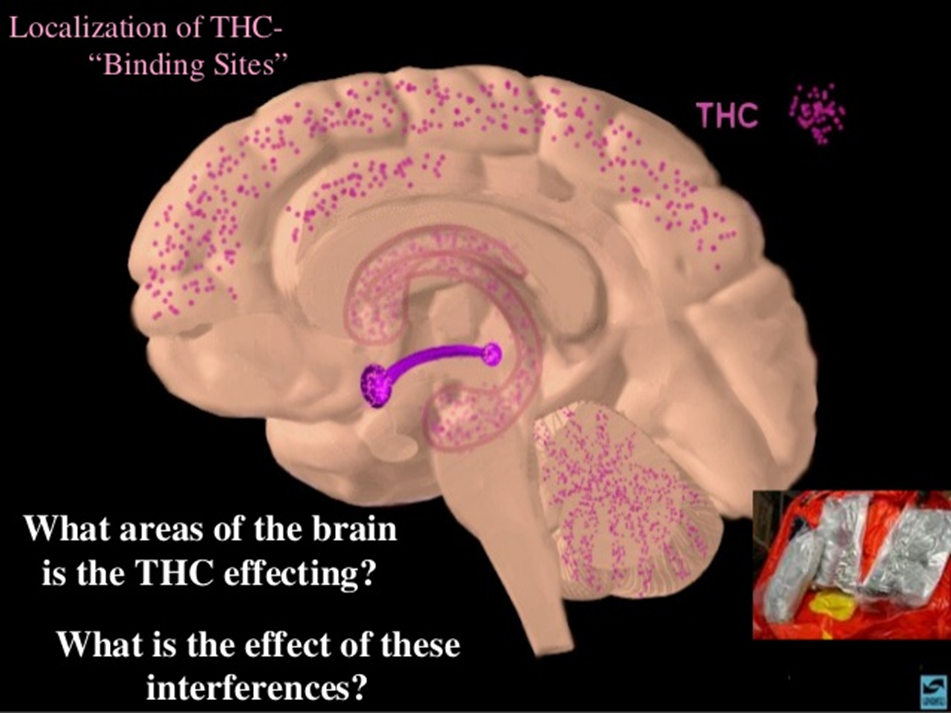 Localization of THC-
“Binding Sites”
THC
What areas of the brain
is the THC effecting?
What is the effect of these
interferences?